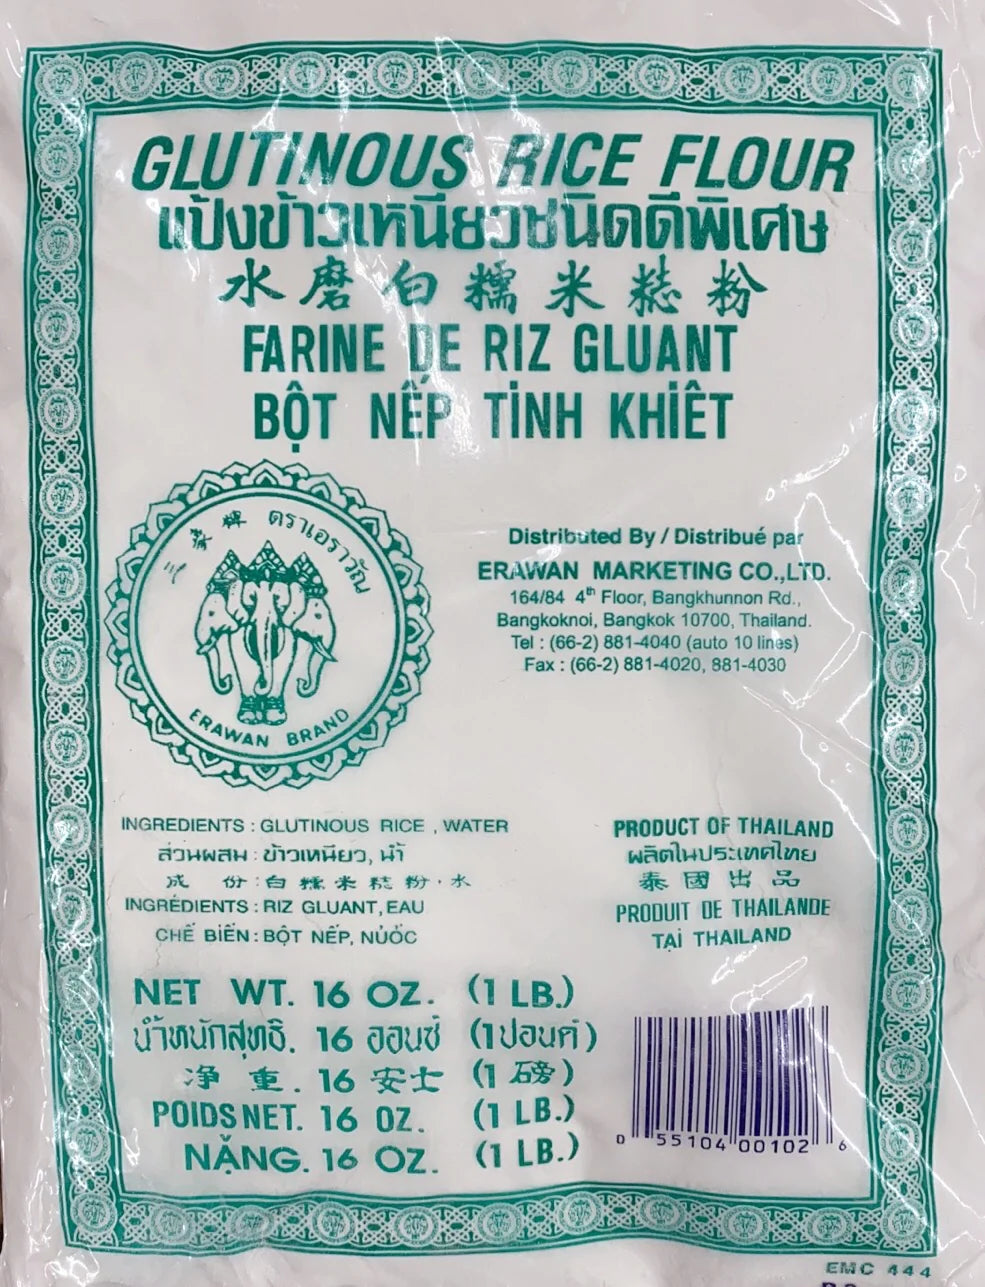 GLUTINOUS RICE FLOUR
แป้งข้าวเหนียวชนิดดีพิเศษ
水磨白糯米粉
FARINE DE RIZ GLUANT
BỘT NẾP TINH KHIẾT
三象牌 ตราเอราวัณ
ERAWAN BRAND
Distributed By / Distribué par
ERAWAN MARKETING CO.,LTD.
164/84 4th Floor, Bangkhunnon Rd.,
Bangkoknoi, Bangkok 10700, Thailand.
Tel : (66-2) 881-4040 (auto 10 lines)
Fax : (66-2) 881-4020, 881-4030
INGREDIENTS : GLUTINOUS RICE , WATER
ส่วนผสม : ข้าวเหนียว, น้ำ
成份 : 白糯米粉 · 水
INGRÉDIENTS : RIZ GLUANT, EAU
CHẾ BIẾN : BỘT NẾP, NƯỚC
PRODUCT OF THAILAND
ผลิตในประเทศไทย
泰國出品
PRODUIT DE THAILANDE
TẠI THAILAND
NET WT. 16 OZ. (1 LB.)
น้ำหนักสุทธิ. 16 ออนซ์ (1 ปอนด์)
淨重. 16 安士 (1 磅)
POIDS NET. 16 OZ. (1 LB.)
NẶNG. 16 OZ. (1 LB.)
0 55104 00102 6
EMC 444